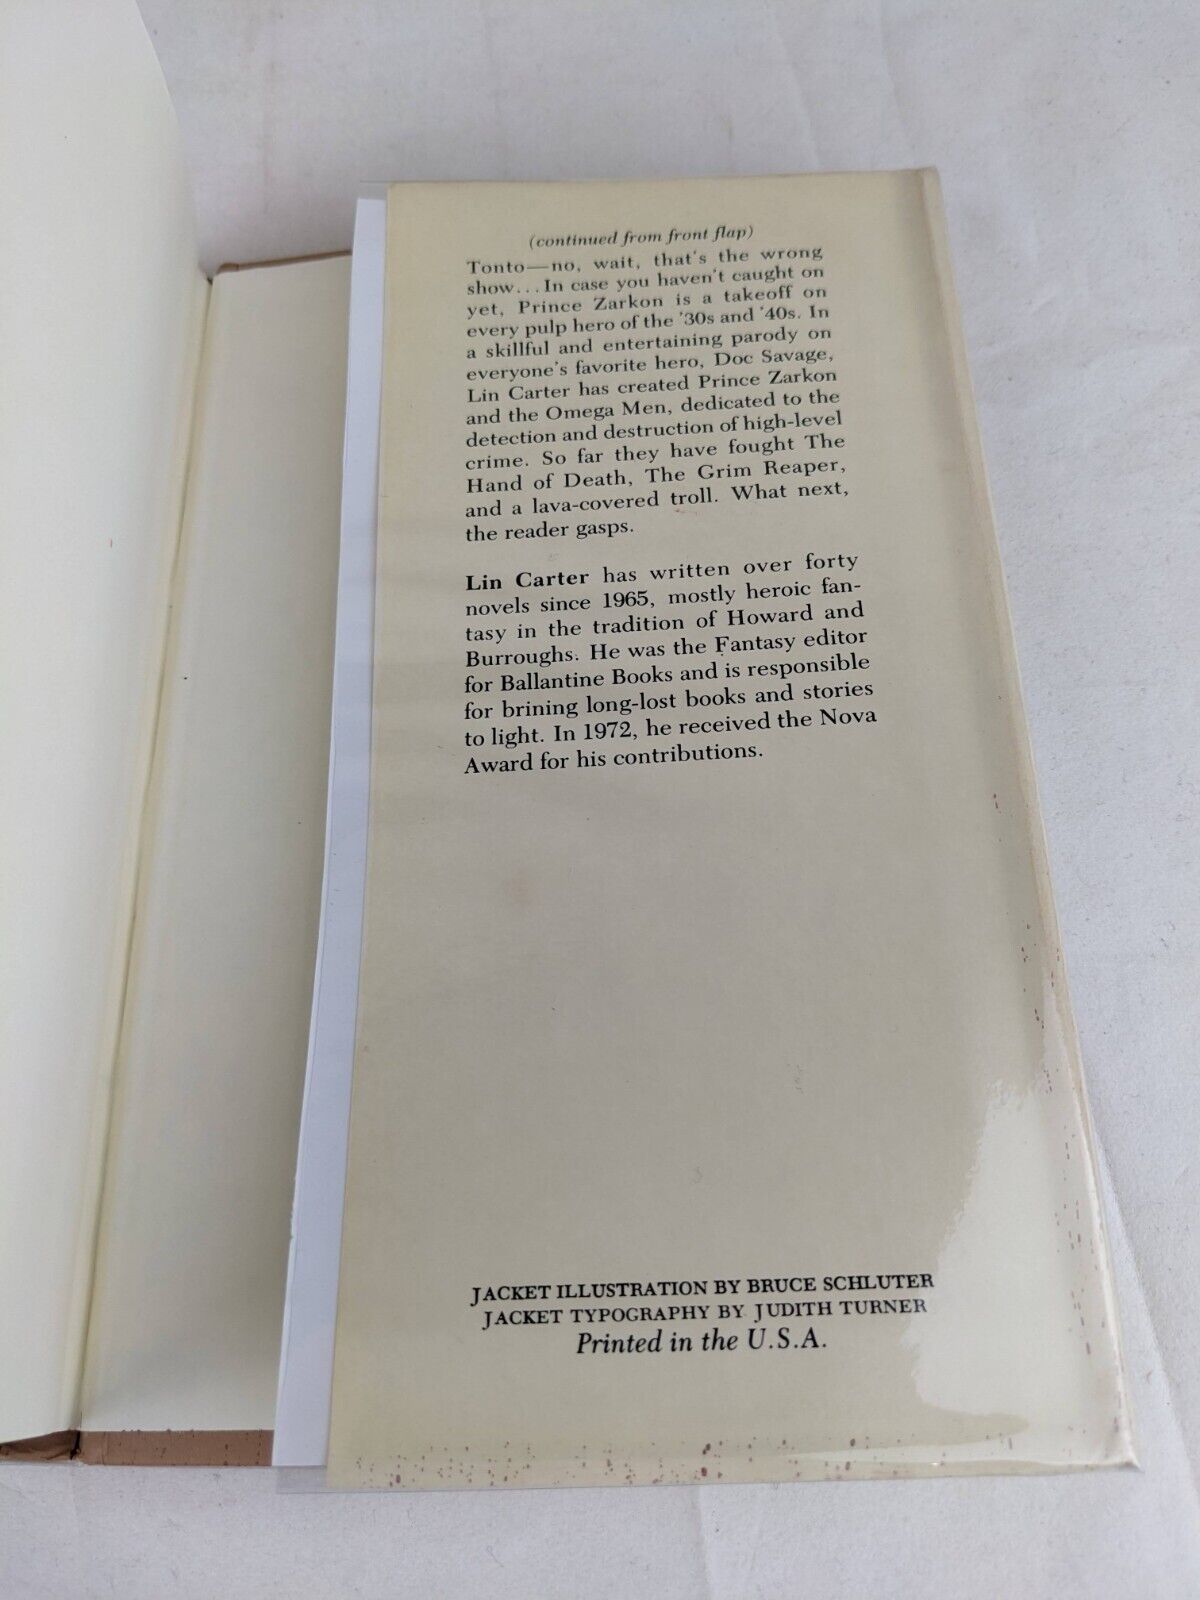 (continued from front flap)
Tonto—no, wait, that's the wrong
show...In case you haven't caught on
yet, Prince Zarkon is a takeoff on
every pulp hero of the '30s and '40s. In
a skillful and entertaining parody on
everyone's favorite hero, Doc Savage,
Lin Carter has created Prince Zarkon
and the Omega Men, dedicated to the
detection and destruction of high-level
crime. So far they have fought The
Hand of Death, The Grim Reaper,
and a lava-covered troll. What next,
the reader gasps.
Lin Carter has written over forty
novels since 1965, mostly heroic fan-
tasy in the tradition of Howard and
Burroughs. He was the Fantasy editor
for Ballantine Books and is responsible
for brining long-lost books and stories
to light. In 1972, he received the Nova
Award for his contributions.
JACKET ILLUSTRATION BY BRUCE SCHLUTER
JACKET TYPOGRAPHY BY JUDITH TURNER
Printed in the U.S.A.